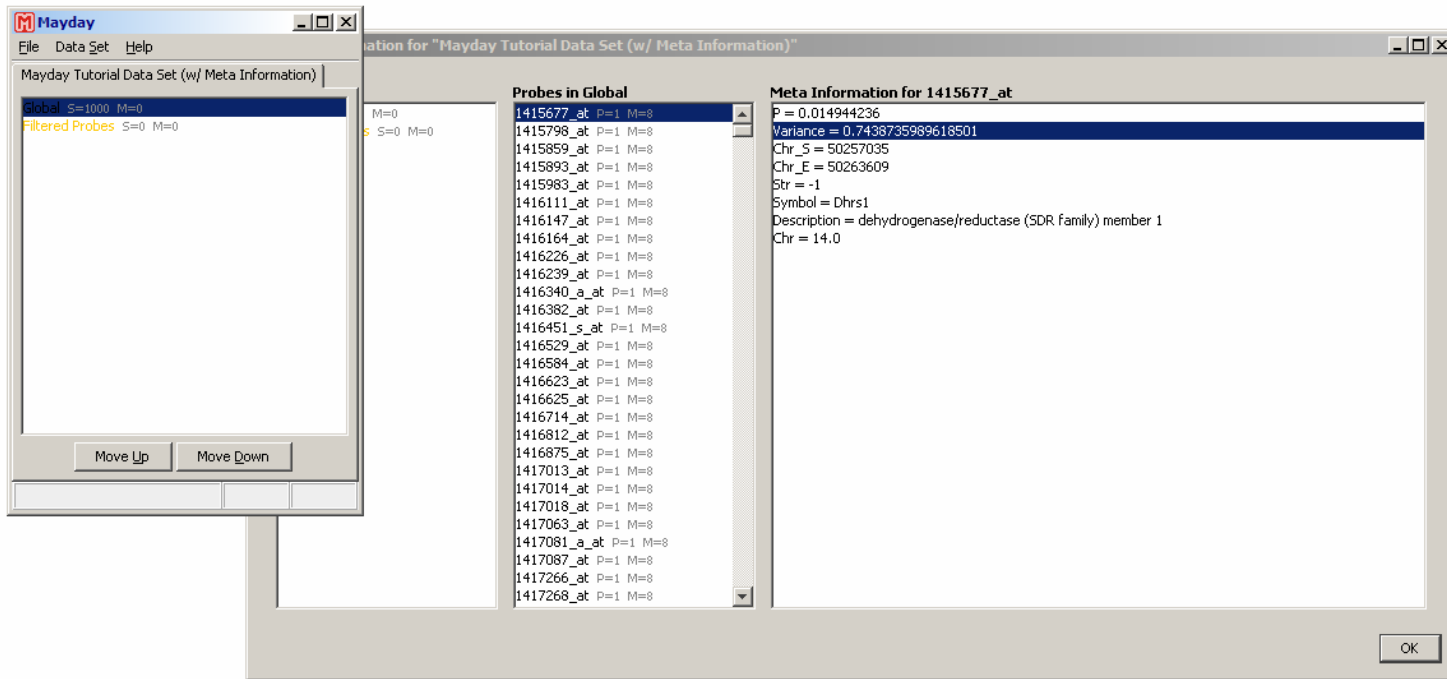 Mayday
File Data Set Help
Mayday Tutorial Data Set (w/ Meta Information)
Global S=1000 M=0
Filtered Probes S=0 M=0
Move Up Move Down
ation for "Mayday Tutorial Data Set (w/ Meta Information)"
M=0
s S=0 M=0
Probes in Global
1415677_at P=1 M=8
1415798_at P=1 M=8
1415859_at P=1 M=8
1415893_at P=1 M=8
1415983_at P=1 M=8
1416111_at P=1 M=8
1416147_at P=1 M=8
1416164_at P=1 M=8
1416226_at P=1 M=8
1416239_at P=1 M=8
1416340_a_at P=1 M=8
1416382_at P=1 M=8
1416451_s_at P=1 M=8
1416529_at P=1 M=8
1416584_at P=1 M=8
1416623_at P=1 M=8
1416625_at P=1 M=8
1416714_at P=1 M=8
1416812_at P=1 M=8
1416875_at P=1 M=8
1417013_at P=1 M=8
1417014_at P=1 M=8
1417018_at P=1 M=8
1417063_at P=1 M=8
1417081_a_at P=1 M=8
1417087_at P=1 M=8
1417266_at P=1 M=8
1417268_at P=1 M=8
Meta Information for 1415677_at
P = 0.014944236
Variance = 0.7438735989618501
Chr_S = 50257035
Chr_E = 50263609
Str = -1
Symbol = Dhrs1
Description = dehydrogenase/reductase (SDR family) member 1
Chr = 14.0
OK